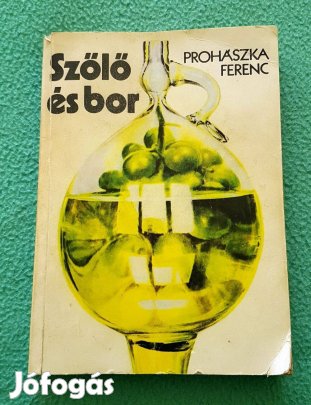 Szőlő
és bor
PROHÁSZKA
FERENC
Jófogás